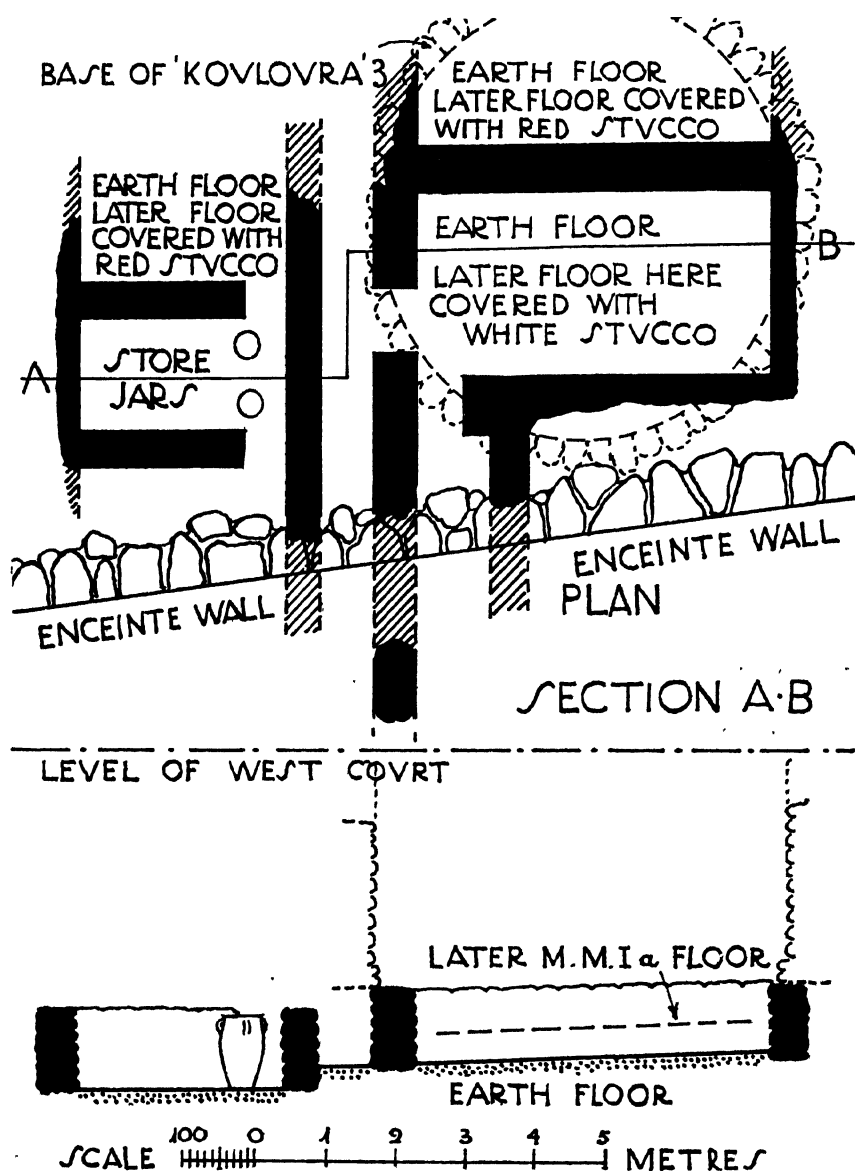 BASE OF 'KOVLOVRA' 3
EARTH FLOOR
LATER FLOOR COVERED
WITH RED STVCCO
EARTH FLOOR
LATER FLOOR
COVERED WITH
RED STVCCO
EARTH FLOOR
B
LATER FLOOR HERE
COVERED WITH
WHITE STVCCO
A
STORE
JARS
ENCEINTE WALL
ENCEINTE WALL
PLAN
SECTION A·B
LEVEL OF WEST COVRT
LATER M.M.I a FLOOR
EARTH FLOOR
100 0 1 2 3 4 5
SCALE METRES